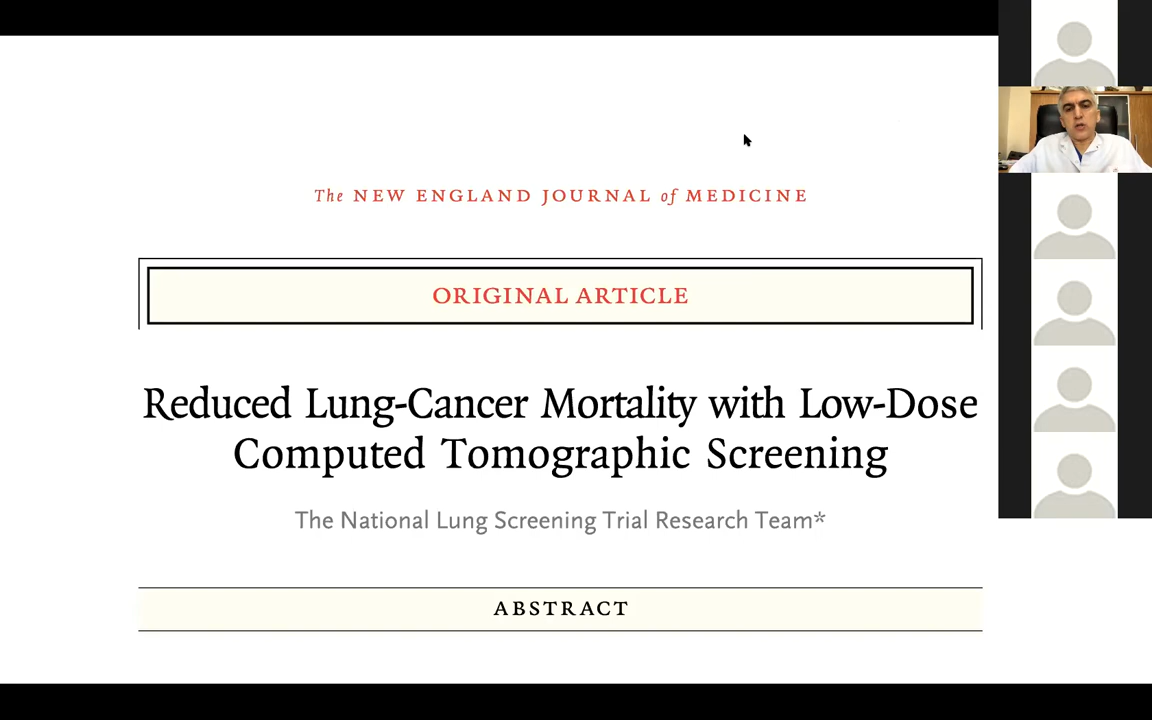 The NEW ENGLAND JOURNAL of MEDICINE
ORIGINAL ARTICLE
Reduced Lung-Cancer Mortality with Low-Dose
Computed Tomographic Screening
The National Lung Screening Trial Research Team*
ABSTRACT